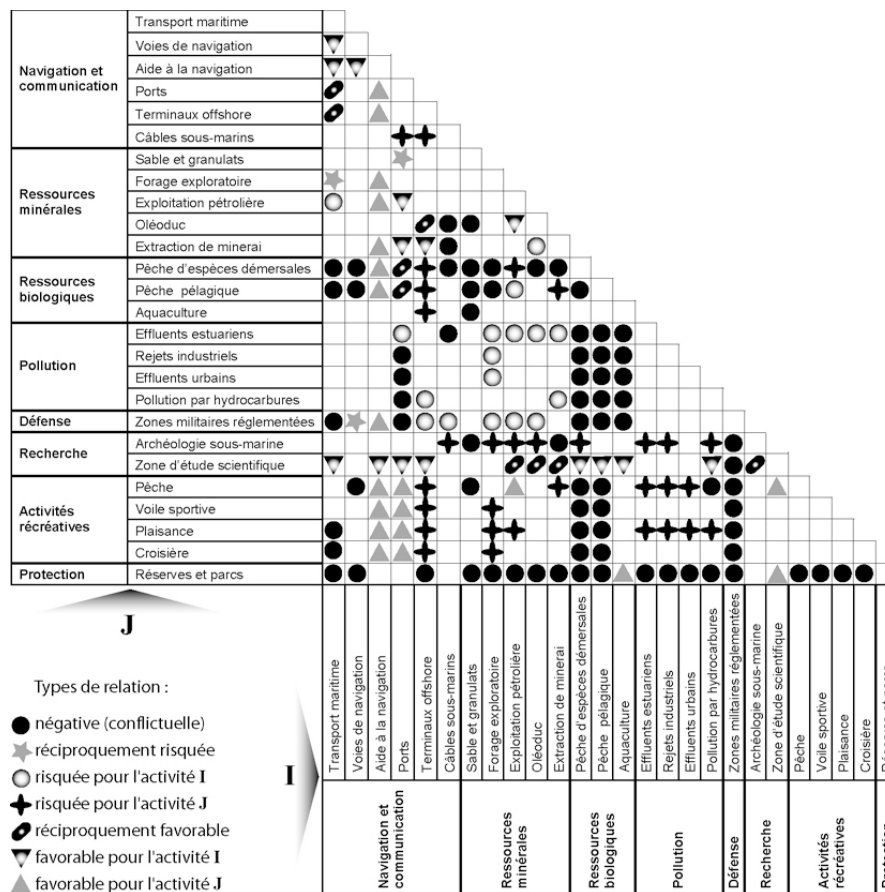 Navigation et
communication
Transport maritime
Voies de navigation
Aide à la navigation
Ports
Terminaux offshore
Câbles sous-marins
Ressources
minérales
Sable et granulats
Forage exploratoire
Exploitation pétrolière
Oléoduc
Extraction de minerai
Ressources
biologiques
Pêche d'espèces démersales
Pêche pélagique
Aquaculture
Pollution
Effluents estuariens
Rejets industriels
Effluents urbains
Pollution par hydrocarbures
Défense
Zones militaires réglementées
Recherche
Archéologie sous-marine
Zone d'étude scientifique
Activités
récréatives
Pêche
Voile sportive
Plaisance
Croisière
Protection
Réserves et parcs
J
Types de relation :
négative (conflictuelle)
réciproquement risquée
risquée pour l'activité I
risquée pour l'activité J
réciproquement favorable
favorable pour l'activité I
favorable pour l'activité J
I
Transport maritime
Voies de navigation
Aide à la navigation
Ports
Terminaux offshore
Câbles sous-marins
Sable et granulats
Forage exploratoire
Exploitation pétrolière
Oléoduc
Extraction de minerai
Pêche d'espèces démersales
Pêche pélagique
Aquaculture
Effluents estuariens
Rejets industriels
Effluents urbains
Pollution par hydrocarbures
Zones militaires réglementées
Archéologie sous-marine
Zone d'étude scientifique
Pêche
Voile sportive
Plaisance
Croisière
Navigation et
communication
Ressources
minérales
Ressources
biologiques
Pollution
Défense
Recherche
Activités
récréatives